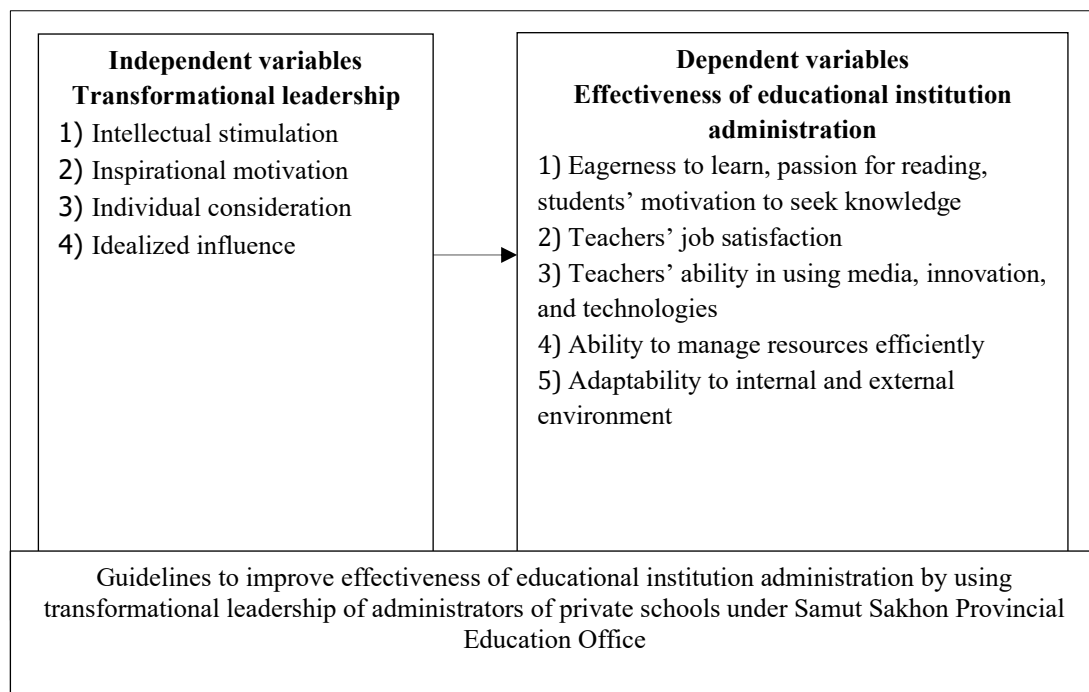 Independent variables
Transformational leadership
1) Intellectual stimulation
2) Inspirational motivation
3) Individual consideration
4) Idealized influence
Dependent variables
Effectiveness of educational institution
administration
1) Eagerness to learn, passion for reading,
students’ motivation to seek knowledge
2) Teachers’ job satisfaction
3) Teachers’ ability in using media, innovation,
and technologies
4) Ability to manage resources efficiently
5) Adaptability to internal and external
environment
Guidelines to improve effectiveness of educational institution administration by using
transformational leadership of administrators of private schools under Samut Sakhon Provincial
Education Office